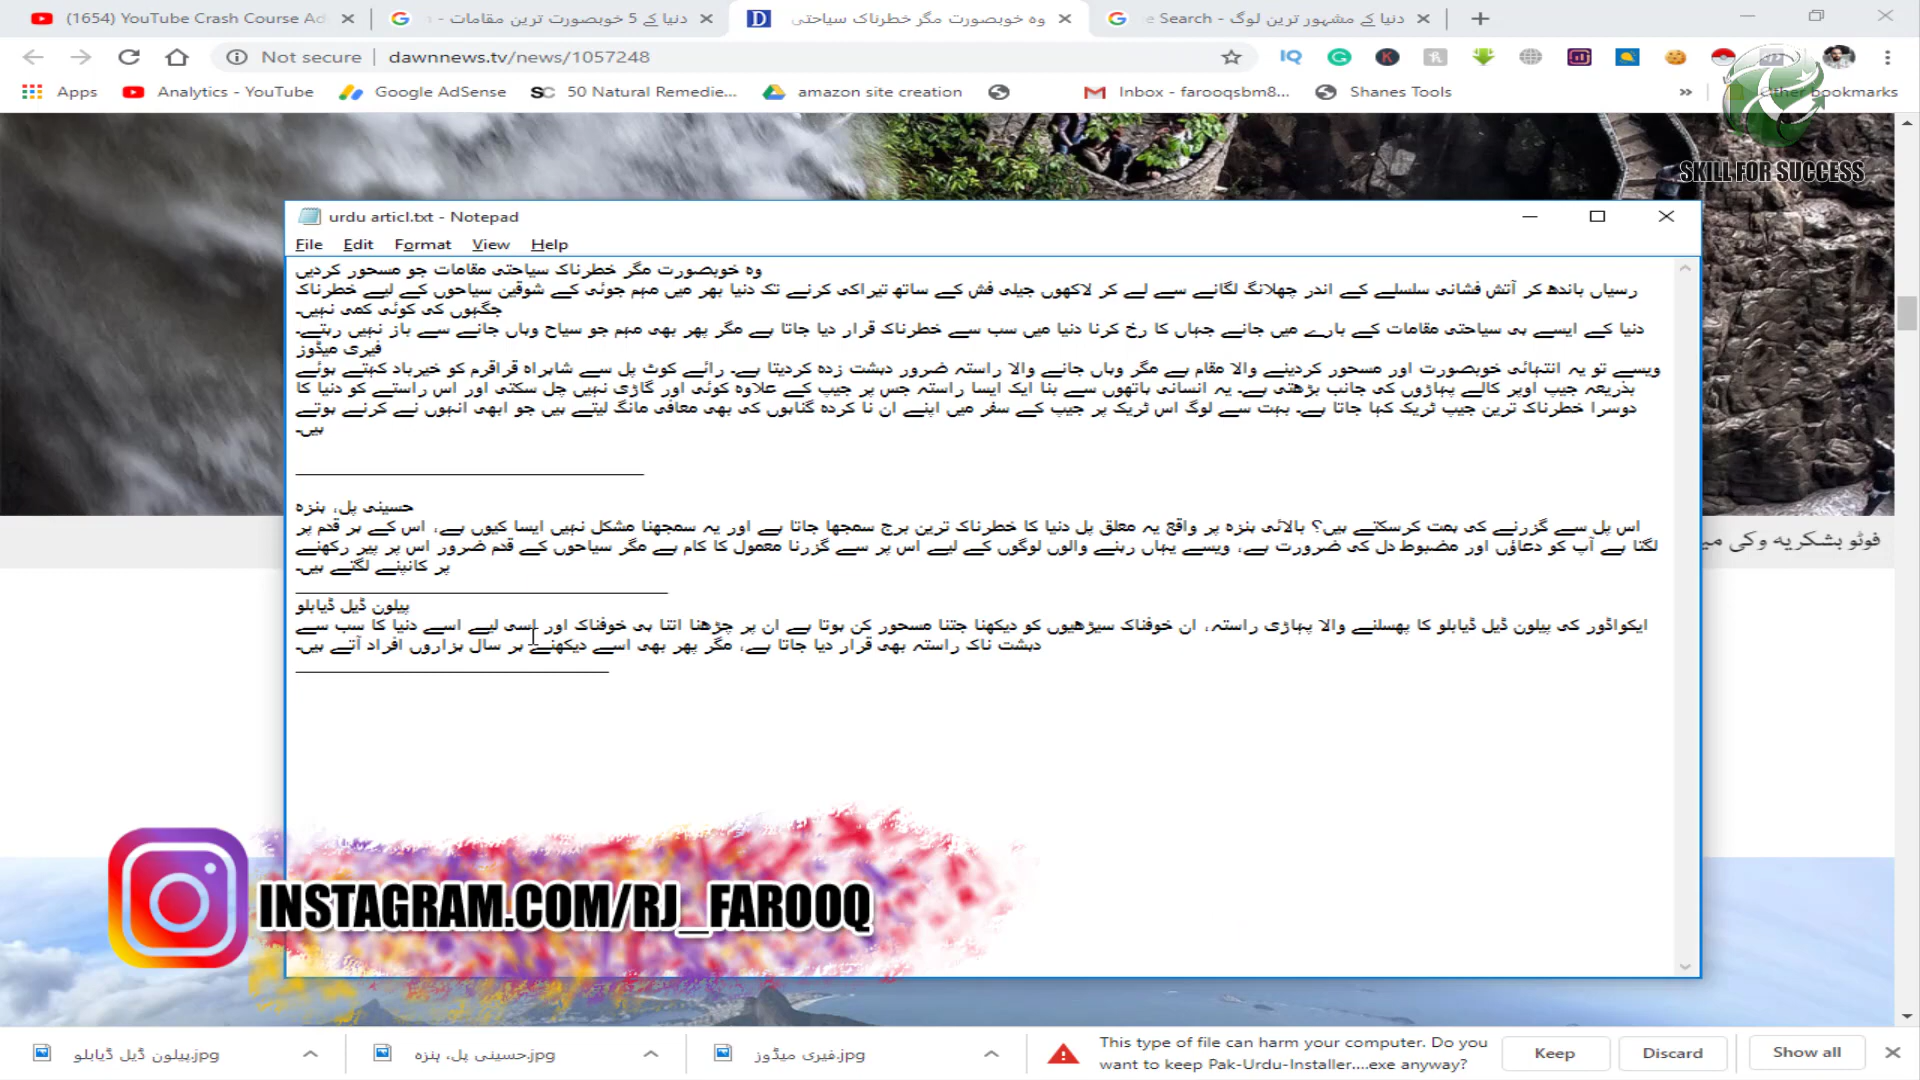 (1654) YouTube Crash Course Ad
دنیا کے 5 خوبصورت ترین مقامات -
وہ خوبصورت مگر خطرناک سیاحتی
دنیا کے مشہور ترین لوگ - Search
Not secure | dawnnews.tv/news/1057248
Apps
Analytics - YouTube
Google AdSense
50 Natural Remedie...
amazon site creation
Inbox - farooqsbm8...
Shanes Tools
Other bookmarks
SKILL FOR SUCCESS
urdu articl.txt - Notepad
File Edit Format View Help
وہ خوبصورت مگر خطرناک سیاحتی مقامات جو مسحور کردیں
رسیاں باندھ کر آتش فشانی سلسلے کے اندر چھلانگ لگانے سے لے کر لاکھوں جیلی فش کے ساتھ تیراکی کرنے تک دنیا بھر میں مہم جوئی کے شوقین سیاحوں کے لیے خطرناک
جگہوں کی کوئی کمی نہیں۔
دنیا کے ایسے ہی سیاحتی مقامات کے بارے میں جانے جہاں کا رخ کرنا دنیا میں سب سے خطرناک قرار دیا جاتا ہے مگر پھر بھی مہم جو سیاح وہاں جانے سے باز نہیں رہتے۔
فیری میڈوز
ویسے تو یہ انتہائی خوبصورت اور مسحور کردینے والا مقام ہے مگر وہاں جانے والا راستہ ضرور دہشت زدہ کردیتا ہے۔ رائے کوٹ پل سے شاہراہ قراقرم کو خیرباد کہتے ہوئے
بذریعہ جیپ اوپر کالے پہاڑوں کی جانب بڑھتی ہے۔ یہ انسانی ہاتھوں سے بنا ایک ایسا راستہ جس پر جیپ کے علاوہ کوئی اور گاڑی نہیں چل سکتی اور اس راستے کو دنیا کا
دوسرا خطرناک ترین جیپ ٹریک کہا جاتا ہے۔ بہت سے لوگ اس ٹریک پر جیپ کے سفر میں اپنے ان نا کردہ گناہوں کی بھی معافی مانگ لیتے ہیں جو ابھی انہوں نے کرنے ہوتے
ہیں۔
حسینی پل، ہنزہ
اس پل سے گزرنے کی ہمت کرسکتے ہیں؟ بالائی ہنزہ پر واقع یہ معلق پل دنیا کا خطرناک ترین برج سمجھا جاتا ہے اور یہ سمجھنا مشکل نہیں ایسا کیوں ہے، اس کے ہر قدم پر
لگتا ہے آپ کو دعاؤں اور مضبوط دل کی ضرورت ہے، ویسے یہاں رہنے والوں لوگوں کے لیے اس پر سے گزرنا معمول کا کام ہے مگر سیاحوں کے قدم ضرور اس پر پیر رکھنے
پر کانپنے لگتے ہیں۔
پیلون ڈیل ڈیابلو
ایکواڈور کی پیلون ڈیل ڈیابلو کا پھسلنے والا پہاڑی راستہ، ان خوفناک سیڑھیوں کو دیکھنا جتنا مسحور کن ہوتا ہے ان پر چڑھنا اتنا ہی خوفناک اور اسی لیے اسے دنیا کا سب سے
دہشت ناک راستہ بھی قرار دیا جاتا ہے، مگر پھر بھی اسے دیکھنے ہر سال ہزاروں افراد آتے ہیں۔
فوٹو بشکریہ وکی می
INSTAGRAM.COM/RJ_FAROOQ
پیلون ڈیل ڈیابلو.jpg
حسینی پل، ہنزہ.jpg
فیری میڈوز.jpg
This type of file can harm your computer. Do you
want to keep Pak-Urdu-Installer....exe anyway?
Keep
Discard
Show all